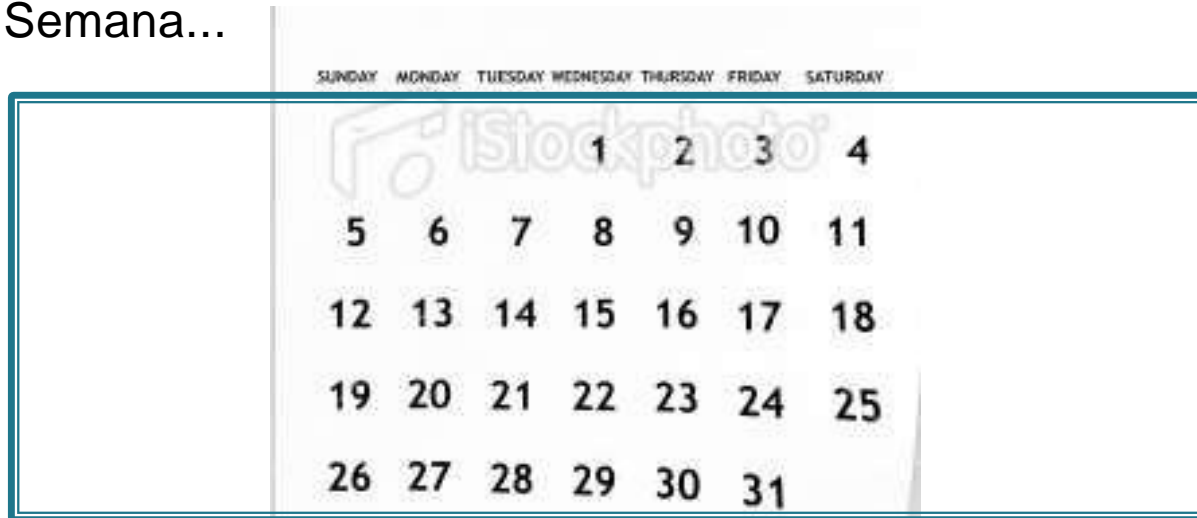 Semana...
SUNDAY MONDAY TUESDAY WEDNESDAY THURSDAY FRIDAY SATURDAY
iStockphoto
1 2 3 4
5 6 7 8 9 10 11
12 13 14 15 16 17 18
19 20 21 22 23 24 25
26 27 28 29 30 31